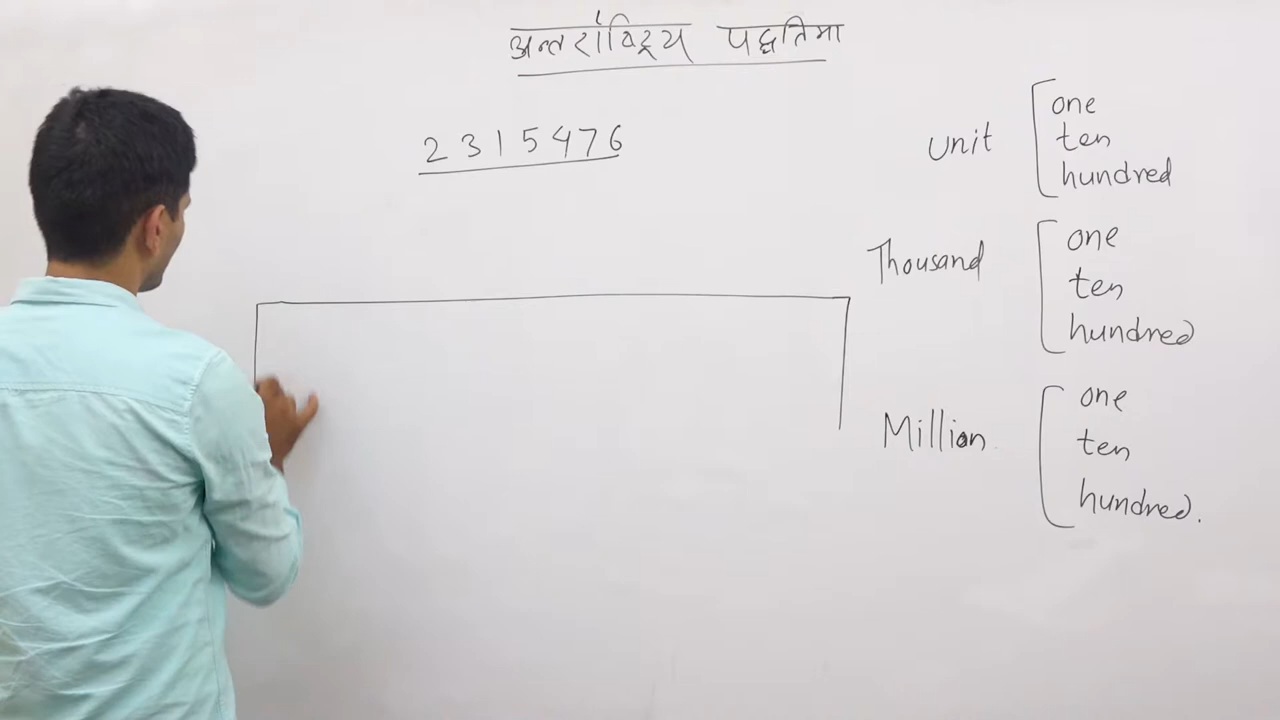 अन्तर्राष्ट्रिय पद्धतिमा
2315476
Unit
one
ten
hundred
Thousand
one
ten
hundred
Million
one
ten
hundred.